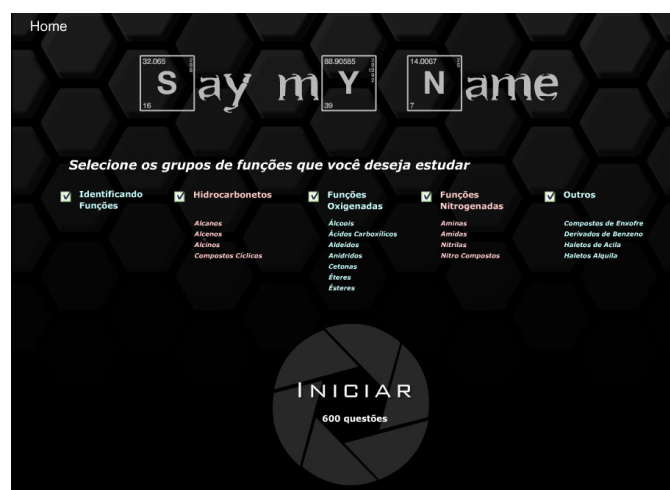 Home
32.065
88.90585
14.0067
Say mY Name
16
39
7
Selecione os grupos de funções que você deseja estudar
Identificando Funções
Hidrocarbonetos
Alcanos
Alcenos
Alcinos
Compostos Cíclicos
Funções Oxigenadas
Álcoois
Ácidos Carboxílicos
Aldeídos
Anidridos
Cetonas
Éteres
Ésteres
Funções Nitrogenadas
Aminas
Amidas
Nitrilas
Nitro Compostos
Outros
Compostos de Enxofre
Derivados de Benzeno
Haletos de Acila
Haletos Alquila
INICIAR
600 questões